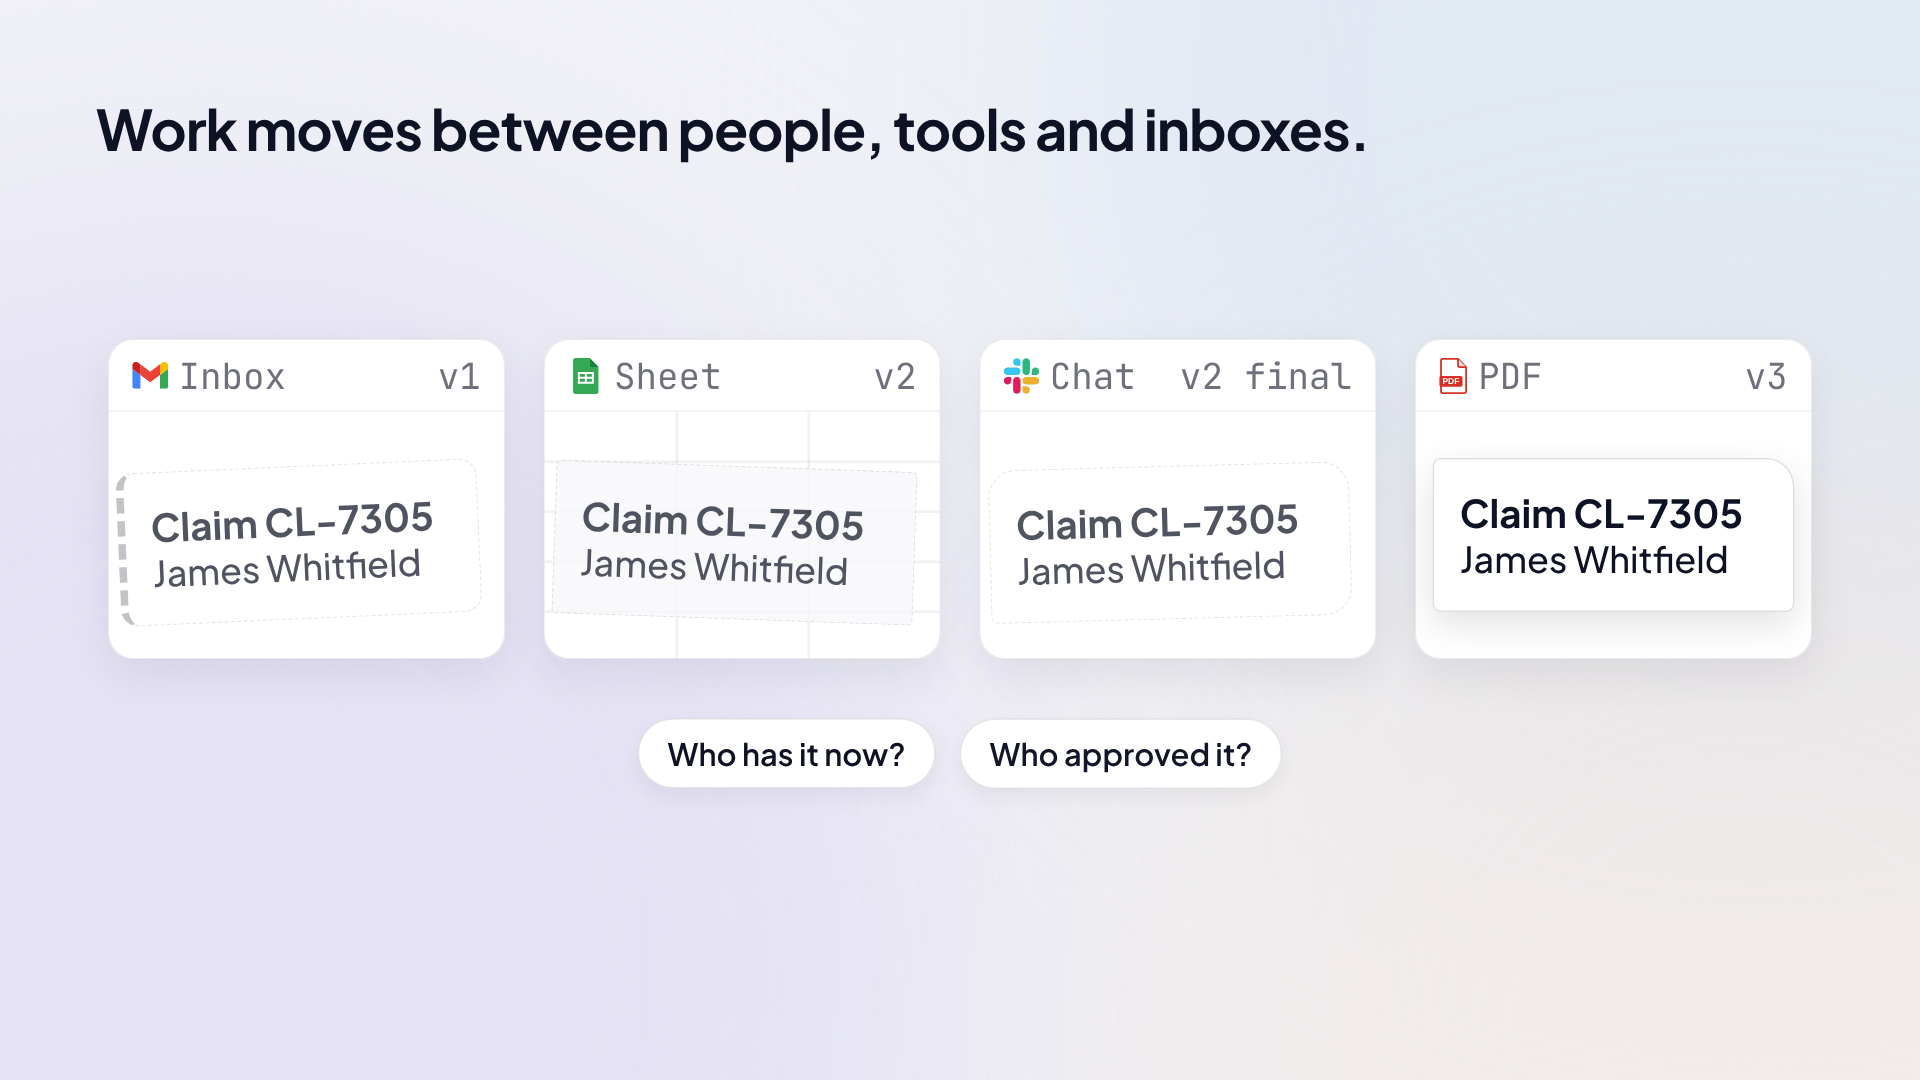 Work moves between people, tools and inboxes.
Inbox v1
Claim CL-7305
James Whitfield
Sheet v2
Claim CL-7305
James Whitfield
Chat v2 final
Claim CL-7305
James Whitfield
PDF PDF v3
Claim CL-7305
James Whitfield
Who has it now?
Who approved it?